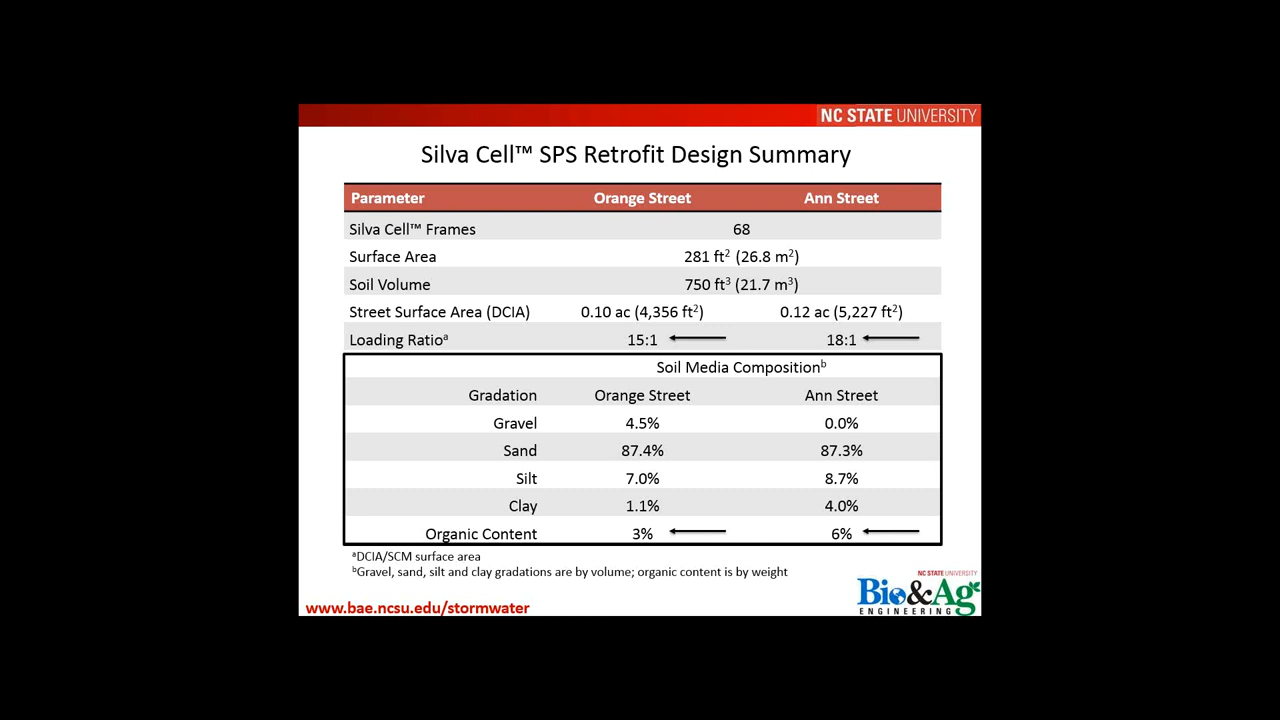 NC STATE UNIVERSITY
Silva Cell™ SPS Retrofit Design Summary
Parameter Orange Street Ann Street
Silva Cell™ Frames 68
Surface Area 281 ft² (26.8 m²)
Soil Volume 750 ft³ (21.7 m³)
Street Surface Area (DCIA) 0.10 ac (4,356 ft²) 0.12 ac (5,227 ft²)
Loading Ratioᵃ 15:1 18:1
Soil Media Compositionᵇ
Gradation Orange Street Ann Street
Gravel 4.5% 0.0%
Sand 87.4% 87.3%
Silt 7.0% 8.7%
Clay 1.1% 4.0%
Organic Content 3% 6%
ᵃDCIA/SCM surface area
ᵇGravel, sand, silt and clay gradations are by volume; organic content is by weight
NC STATE UNIVERSITY
Bio&Ag
ENGINEERING
www.bae.ncsu.edu/stormwater